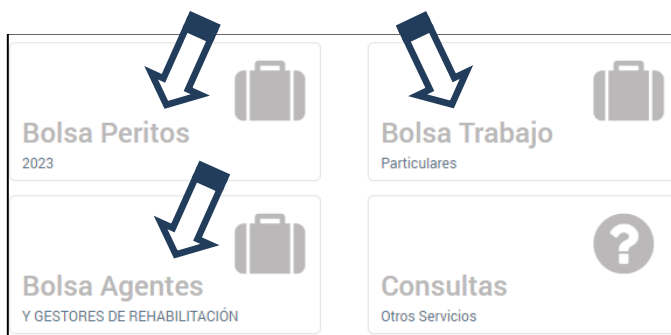 Bolsa Peritos
2023
Bolsa Trabajo
Particulares
Bolsa Agentes
Y GESTORES DE REHABILITACIÓN
Consultas
Otros Servicios